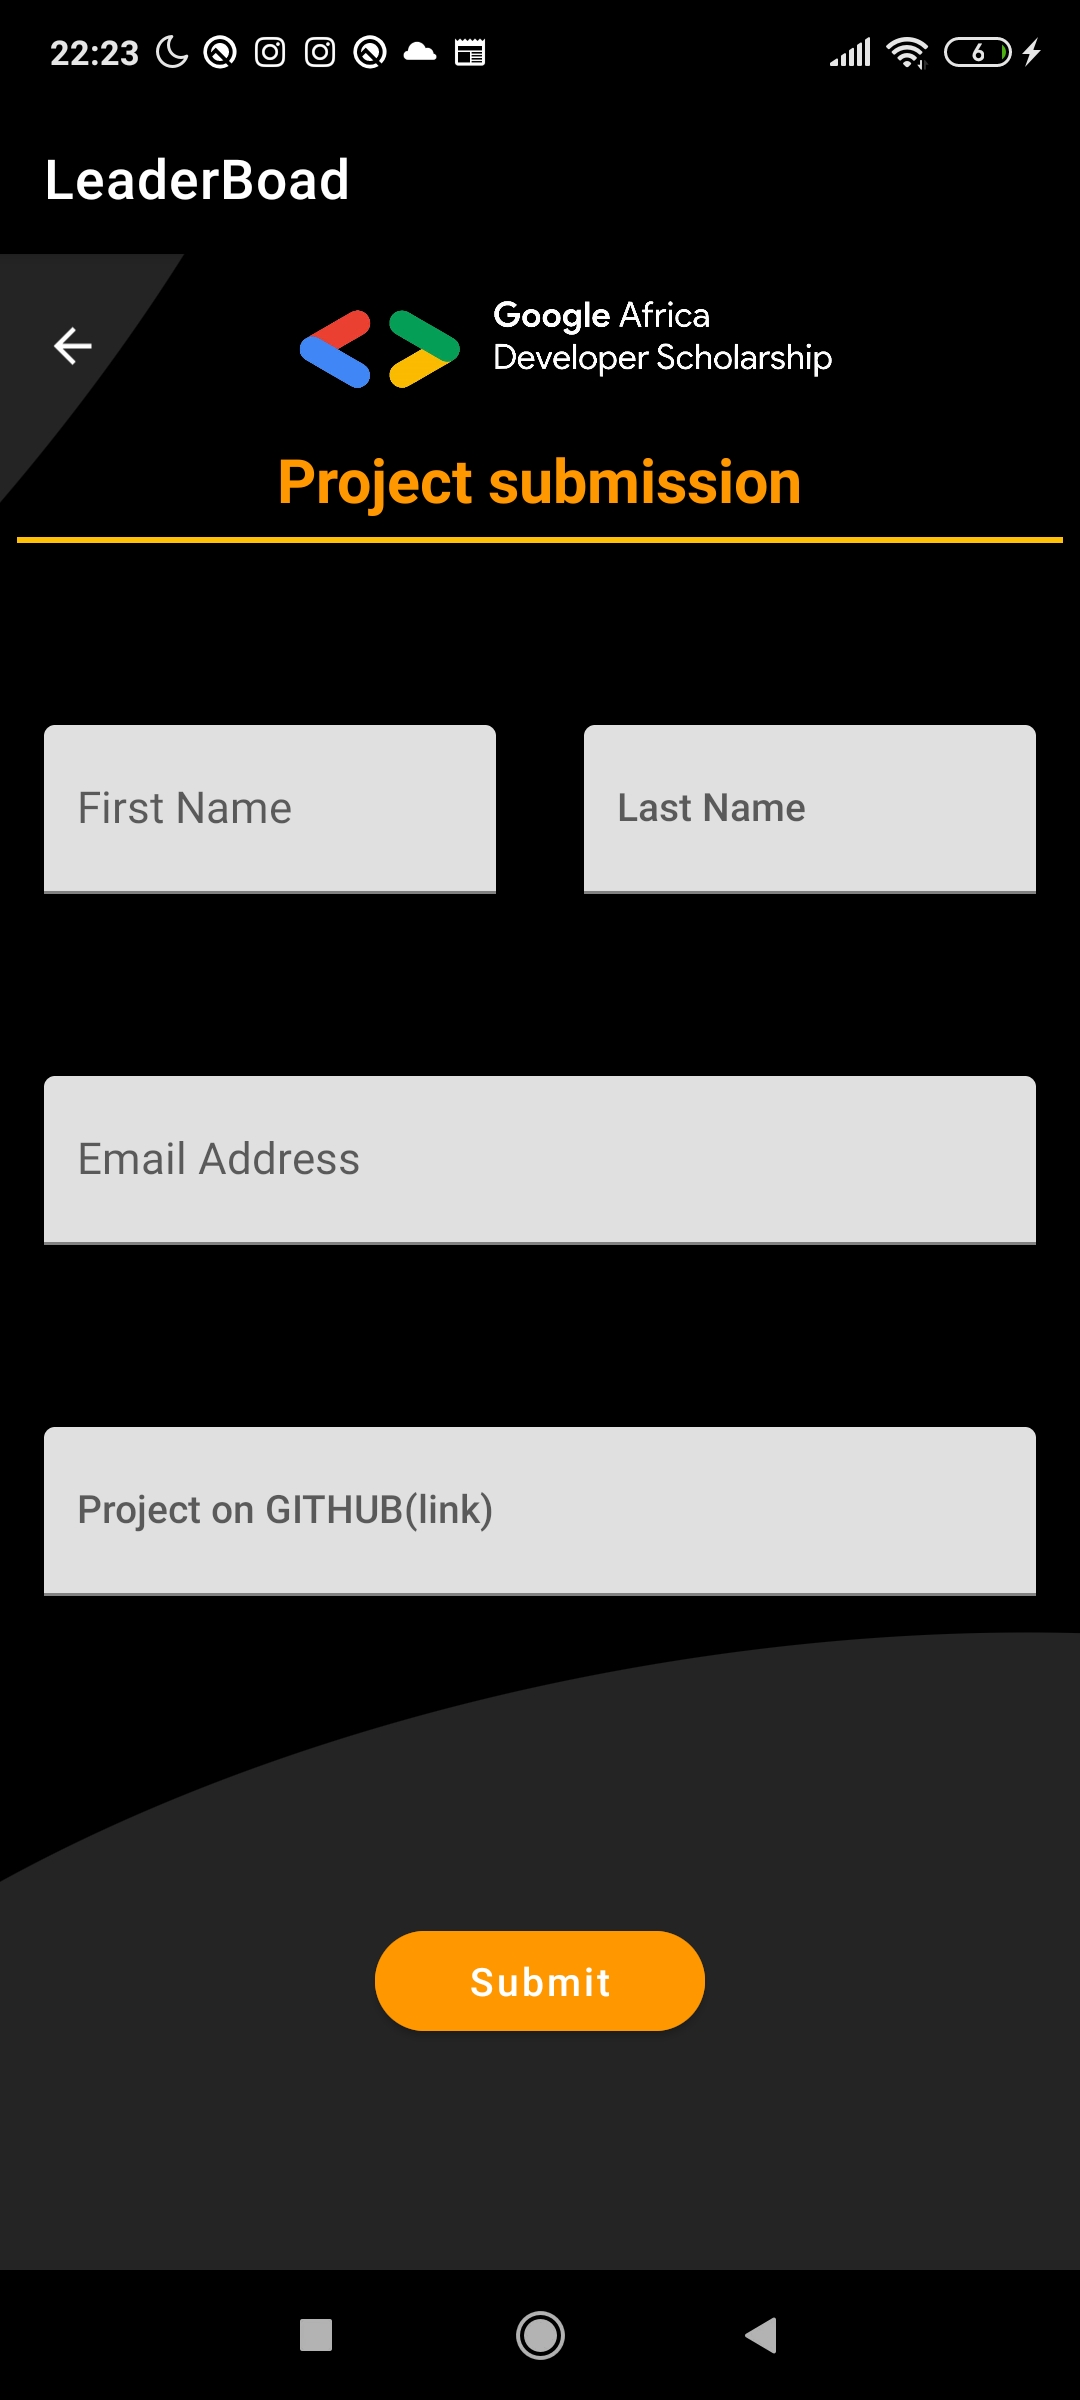 22:23
6
LeaderBoad
Google Africa
Developer Scholarship
Project submission
First Name
Last Name
Email Address
Project on GITHUB(link)
Submit